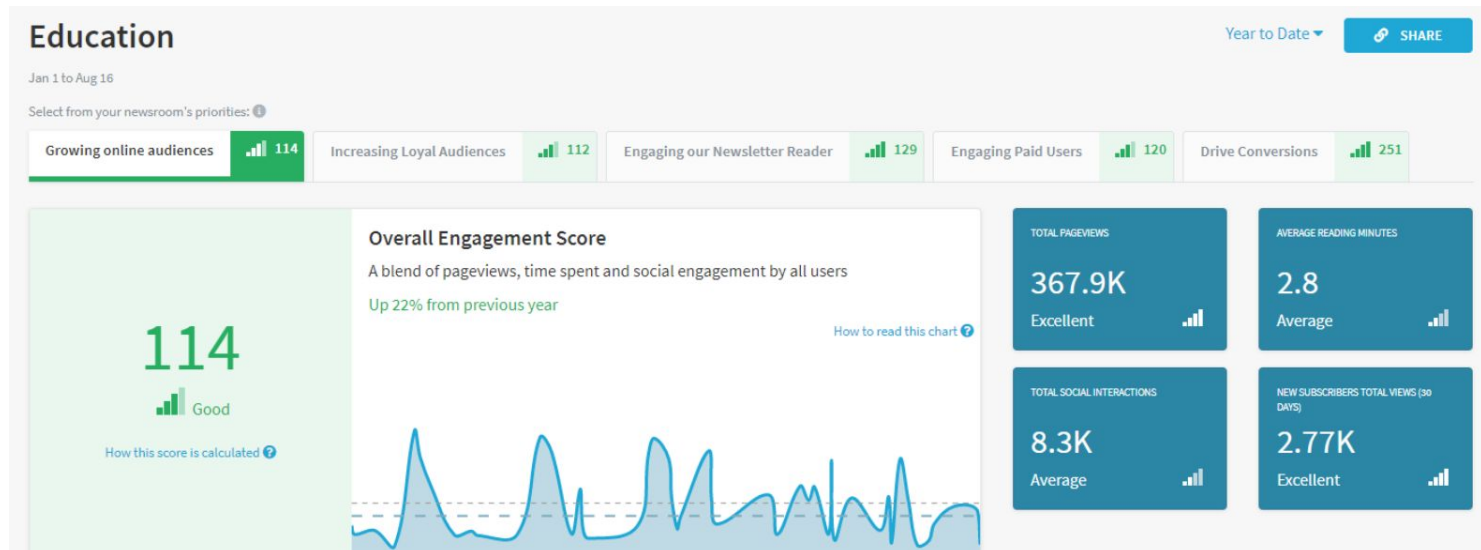 Education
Year to Date
SHARE
Jan 1 to Aug 16
Select from your newsroom's priorities:
Growing online audiences 114
Increasing Loyal Audiences 112
Engaging our Newsletter Reader 129
Engaging Paid Users 120
Drive Conversions 251
114
Good
How this score is calculated
Overall Engagement Score
A blend of pageviews, time spent and social engagement by all users
Up 22% from previous year
How to read this chart
TOTAL PAGEVIEWS
367.9K
Excellent
AVERAGE READING MINUTES
2.8
Average
TOTAL SOCIAL INTERACTIONS
8.3K
Average
NEW SUBSCRIBERS TOTAL VIEWS (30
DAYS)
2.77K
Excellent